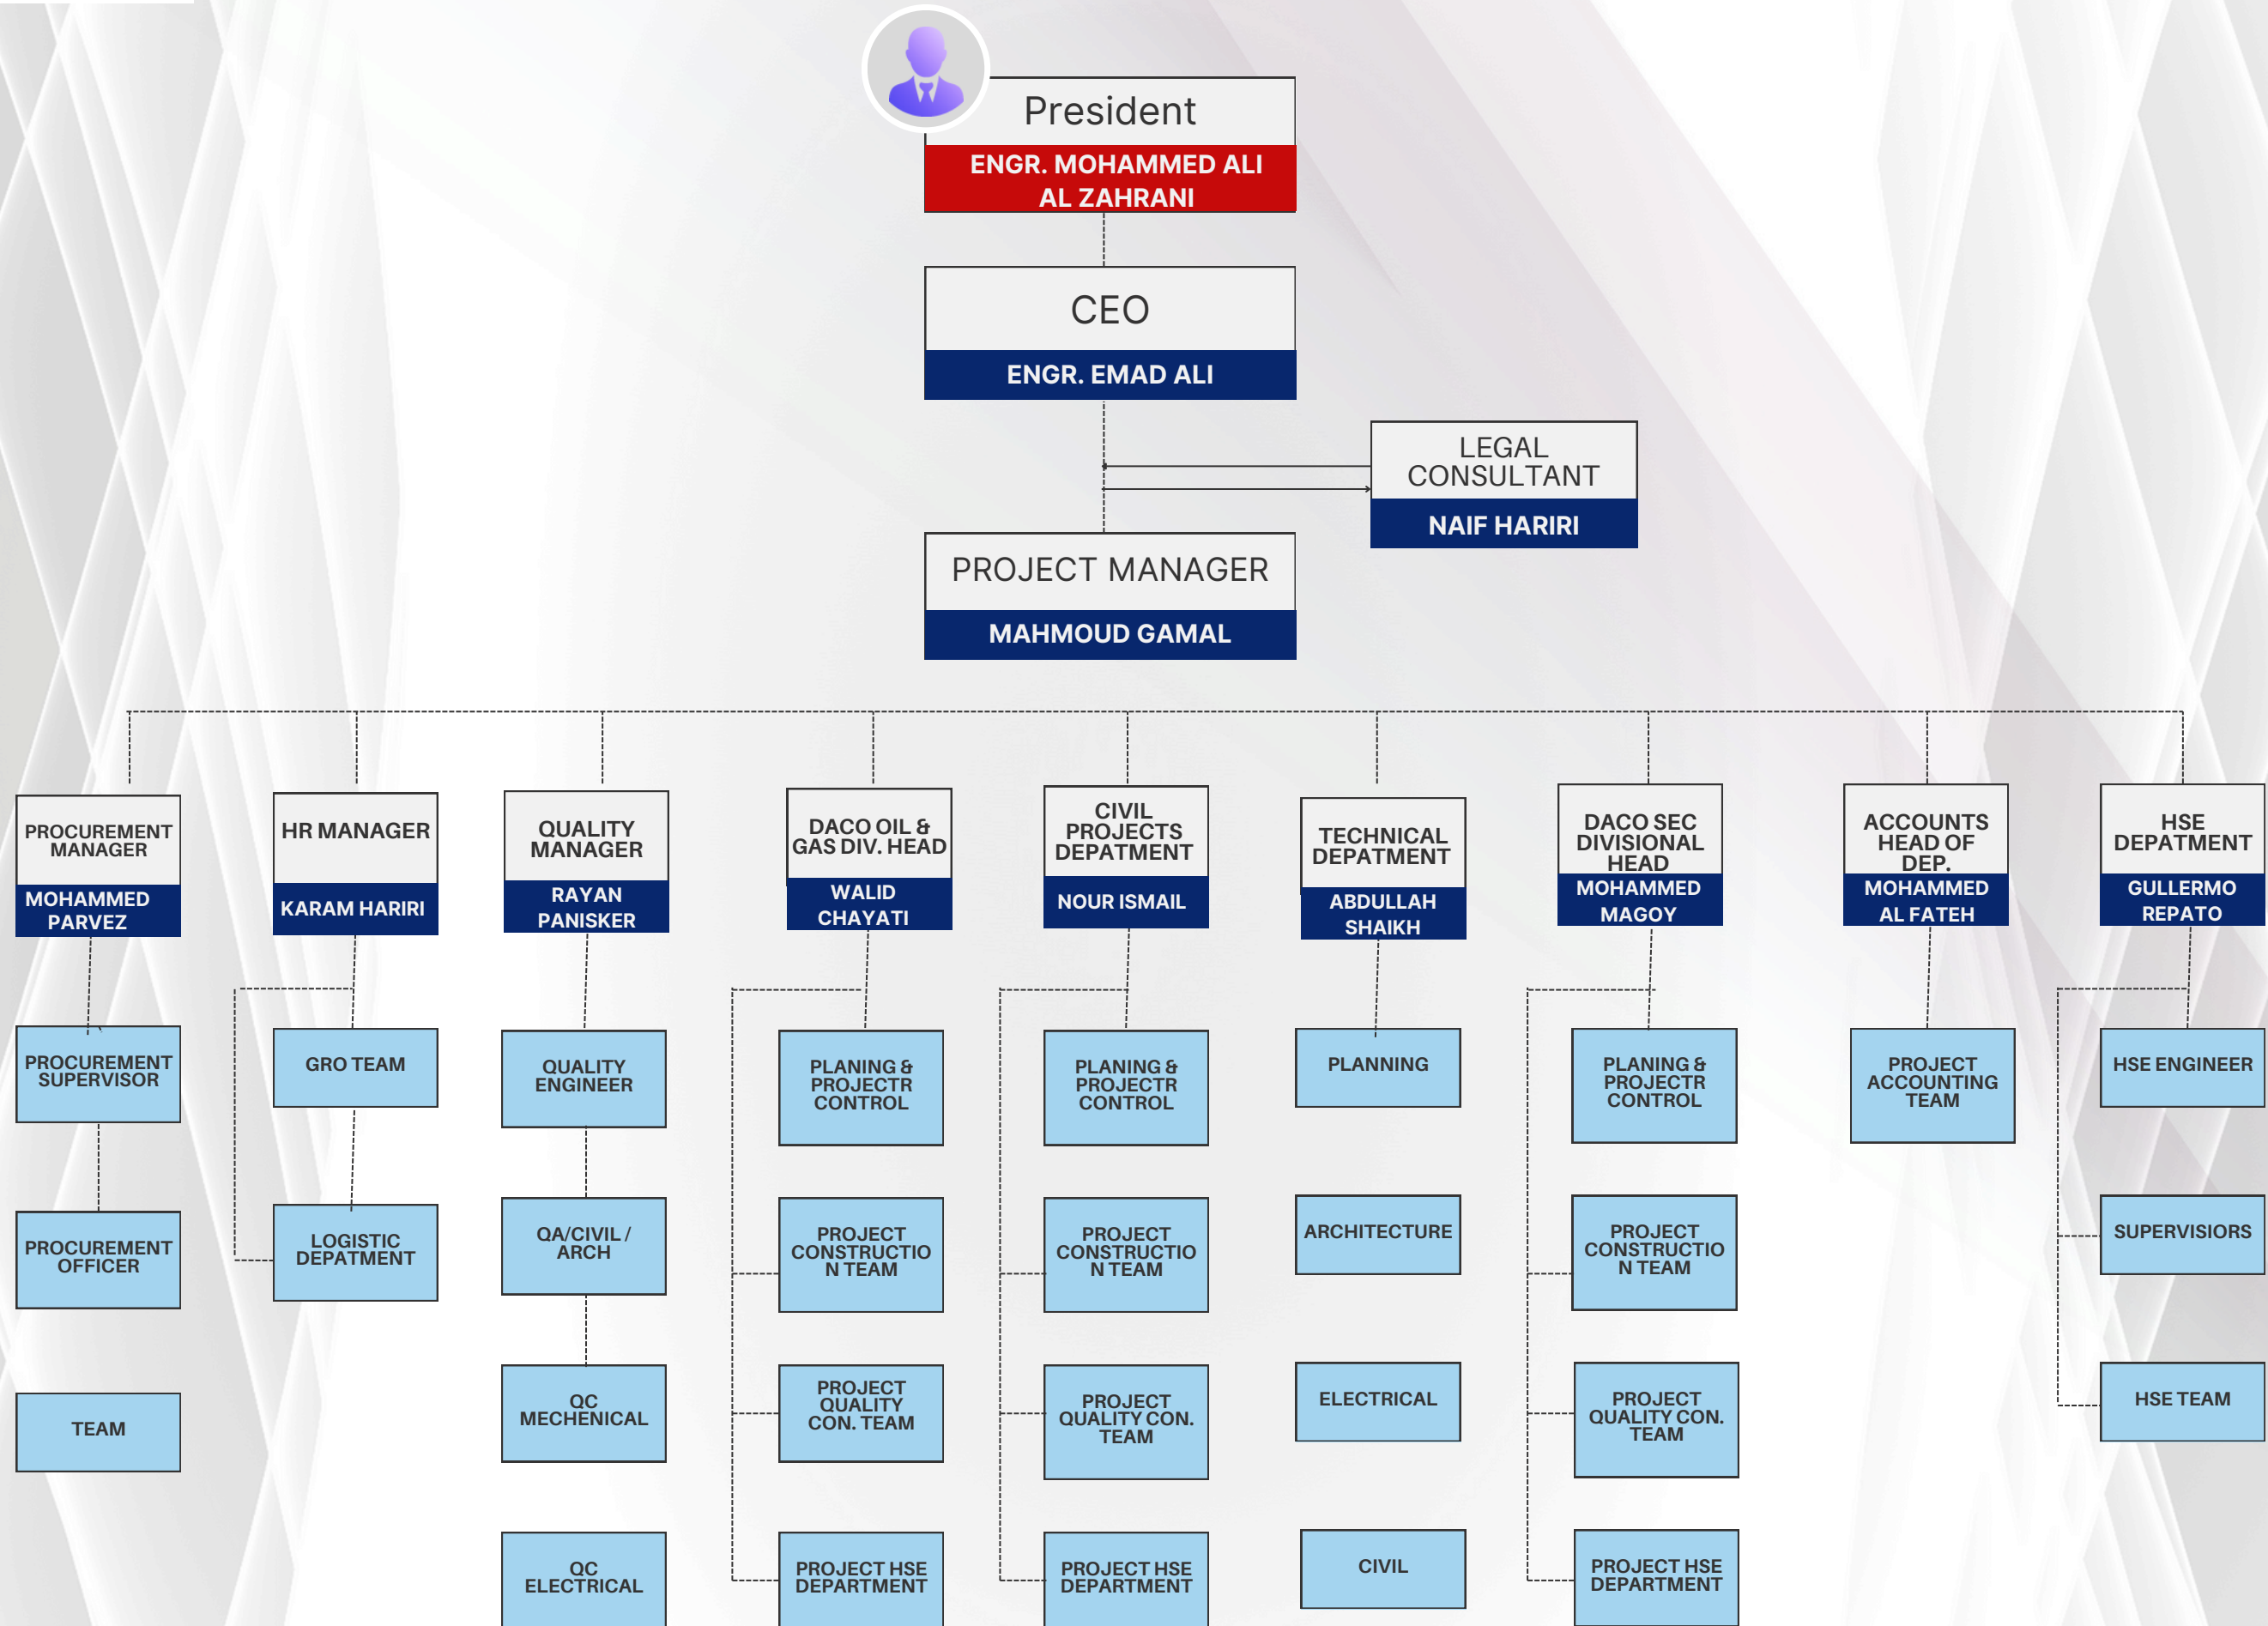 President
ENGR. MOHAMMED ALI
AL ZAHRANI
CEO
ENGR. EMAD ALI
LEGAL
CONSULTANT
NAIF HARIRI
PROJECT MANAGER
MAHMOUD GAMAL
PROCUREMENT
MANAGER
MOHAMMED
PARVEZ
HR MANAGER
KARAM HARIRI
QUALITY
MANAGER
RAYAN
PANISKER
DACO OIL &
GAS DIV. HEAD
WALID
CHAYATI
CIVIL
PROJECTS
DEPATMENT
NOUR ISMAIL
TECHNICAL
DEPATMENT
ABDULLAH
SHAIKH
DACO SEC
DIVISIONAL
HEAD
MOHAMMED
MAGOY
ACCOUNTS
HEAD OF
DEP.
MOHAMMED
AL FATEH
HSE
DEPATMENT
GULLERMO
REPATO
PROCUREMENT
SUPERVISOR
GRO TEAM
QUALITY
ENGINEER
PLANING &
PROJECTR
CONTROL
PLANING &
PROJECTR
CONTROL
PLANNING
PLANING &
PROJECTR
CONTROL
PROJECT
ACCOUNTING
TEAM
HSE ENGINEER
PROCUREMENT
OFFICER
LOGISTIC
DEPATMENT
QA/CIVIL /
ARCH
PROJECT
CONSTRUCTIO
N TEAM
PROJECT
CONSTRUCTIO
N TEAM
ARCHITECTURE
PROJECT
CONSTRUCTIO
N TEAM
SUPERVISIORS
TEAM
QC
MECHENICAL
PROJECT
QUALITY
CON. TEAM
PROJECT
QUALITY CON.
TEAM
ELECTRICAL
PROJECT
QUALITY CON.
TEAM
HSE TEAM
QC
ELECTRICAL
PROJECT HSE
DEPARTMENT
PROJECT HSE
DEPARTMENT
CIVIL
PROJECT HSE
DEPARTMENT